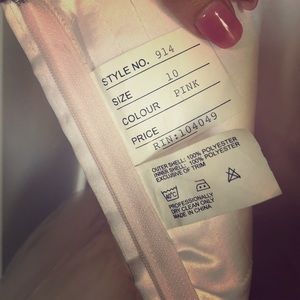 STYLE NO. 914
SIZE 10
COLOUR PINK
PRICE
RIN:104049
OUTER SHELL: 100% POLYESTER
INNER SHELL: 100% POLYESTER
EXCLUSIVE OF TRIM
PROFESSIONALLY
DRY CLEAN ONLY
MADE IN CHINA